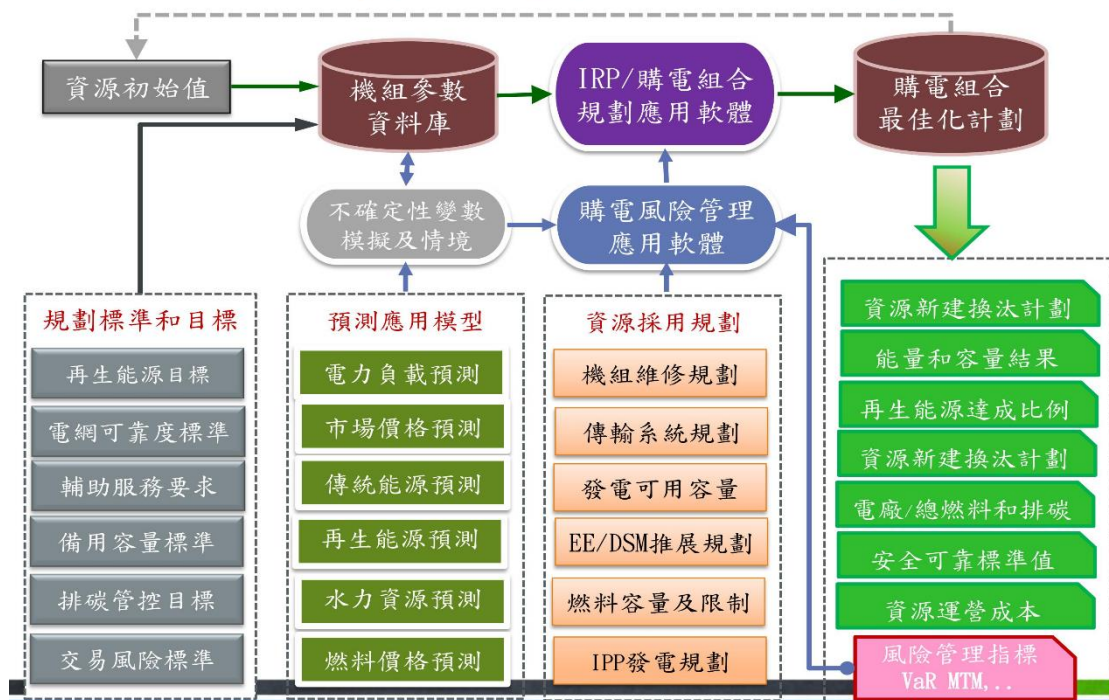 資源初始值
機組參數
資料庫
IRP/購電組合
規劃應用軟體
購電組合
最佳化計劃
不確定性變數
模擬及情境
購電風險管理
應用軟體
規劃標準和目標
再生能源目標
電網可靠度標準
輔助服務要求
備用容量標準
排碳管控目標
交易風險標準
預測應用模型
電力負載預測
市場價格預測
傳統能源預測
再生能源預測
水力資源預測
燃料價格預測
資源採用規劃
機組維修規劃
傳輸系統規劃
發電可用容量
EE/DSM推展規劃
燃料容量及限制
IPP發電規劃
資源新建換汰計劃
能量和容量結果
再生能源達成比例
資源新建換汰計劃
電廠/總燃料和排碳
安全可靠標準值
資源運營成本
風險管理指標
VaR MTM,..